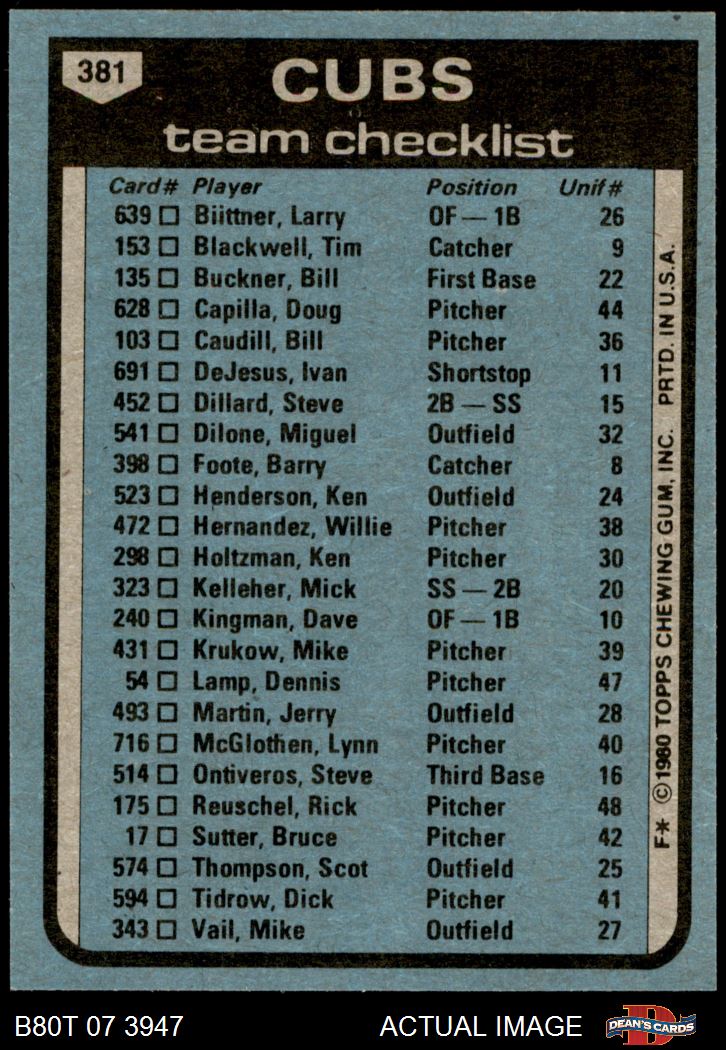 381
CUBS
team checklist
Card# Player Position Unif#
639 Biittner, Larry OF — 1B 26
153 Blackwell, Tim Catcher 9
135 Buckner, Bill First Base 22
628 Capilla, Doug Pitcher 44
103 Caudill, Bill Pitcher 36
691 DeJesus, Ivan Shortstop 11
452 Dillard, Steve 2B — SS 15
541 Dilone, Miguel Outfield 32
398 Foote, Barry Catcher 8
523 Henderson, Ken Outfield 24
472 Hernandez, Willie Pitcher 38
298 Holtzman, Ken Pitcher 30
323 Kelleher, Mick SS — 2B 20
240 Kingman, Dave OF — 1B 10
431 Krukow, Mike Pitcher 39
54 Lamp, Dennis Pitcher 47
493 Martin, Jerry Outfield 28
716 McGlothen, Lynn Pitcher 40
514 Ontiveros, Steve Third Base 16
175 Reuschel, Rick Pitcher 48
17 Sutter, Bruce Pitcher 42
574 Thompson, Scot Outfield 25
594 Tidrow, Dick Pitcher 41
343 Vail, Mike Outfield 27
F* © 1980 TOPPS CHEWING GUM, INC. PRTD. IN U.S.A.
B80T 07 3947 ACTUAL IMAGE
D
DEAN'S CARDS